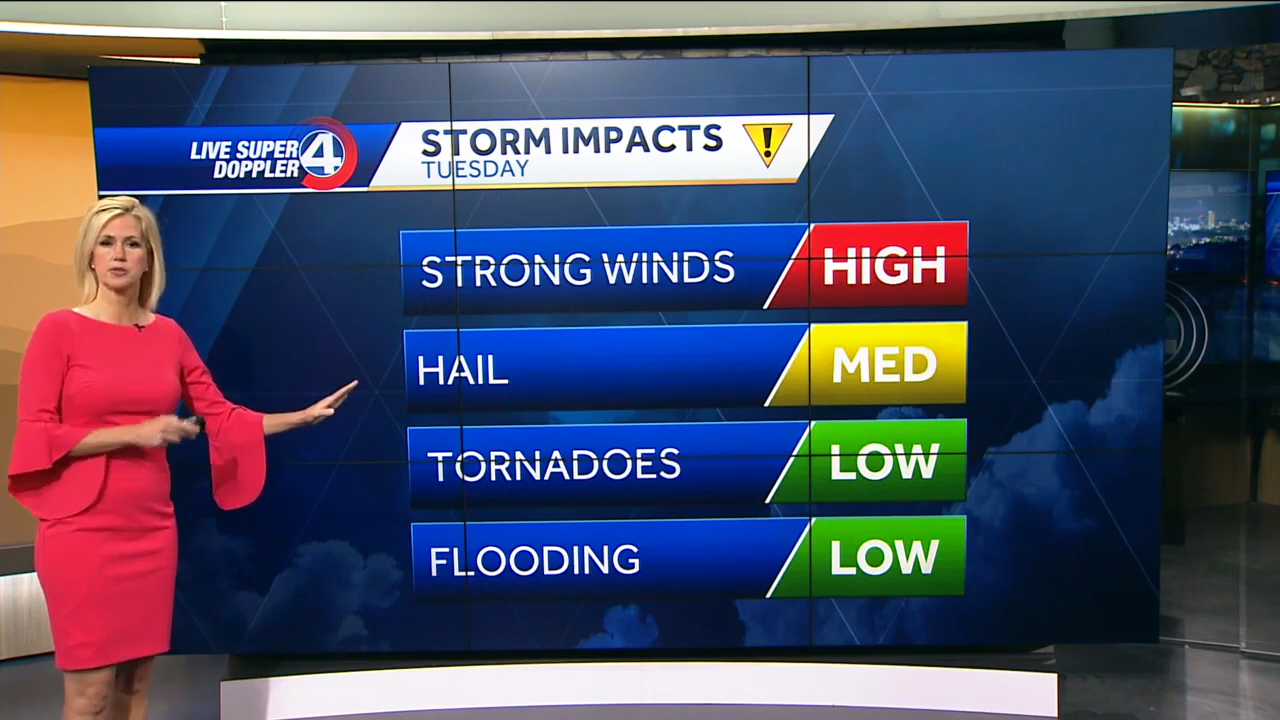 LIVE SUPER
DOPPLER 4
STORM IMPACTS
TUESDAY
STRONG WINDS HIGH
HAIL MED
TORNADOES LOW
FLOODING LOW